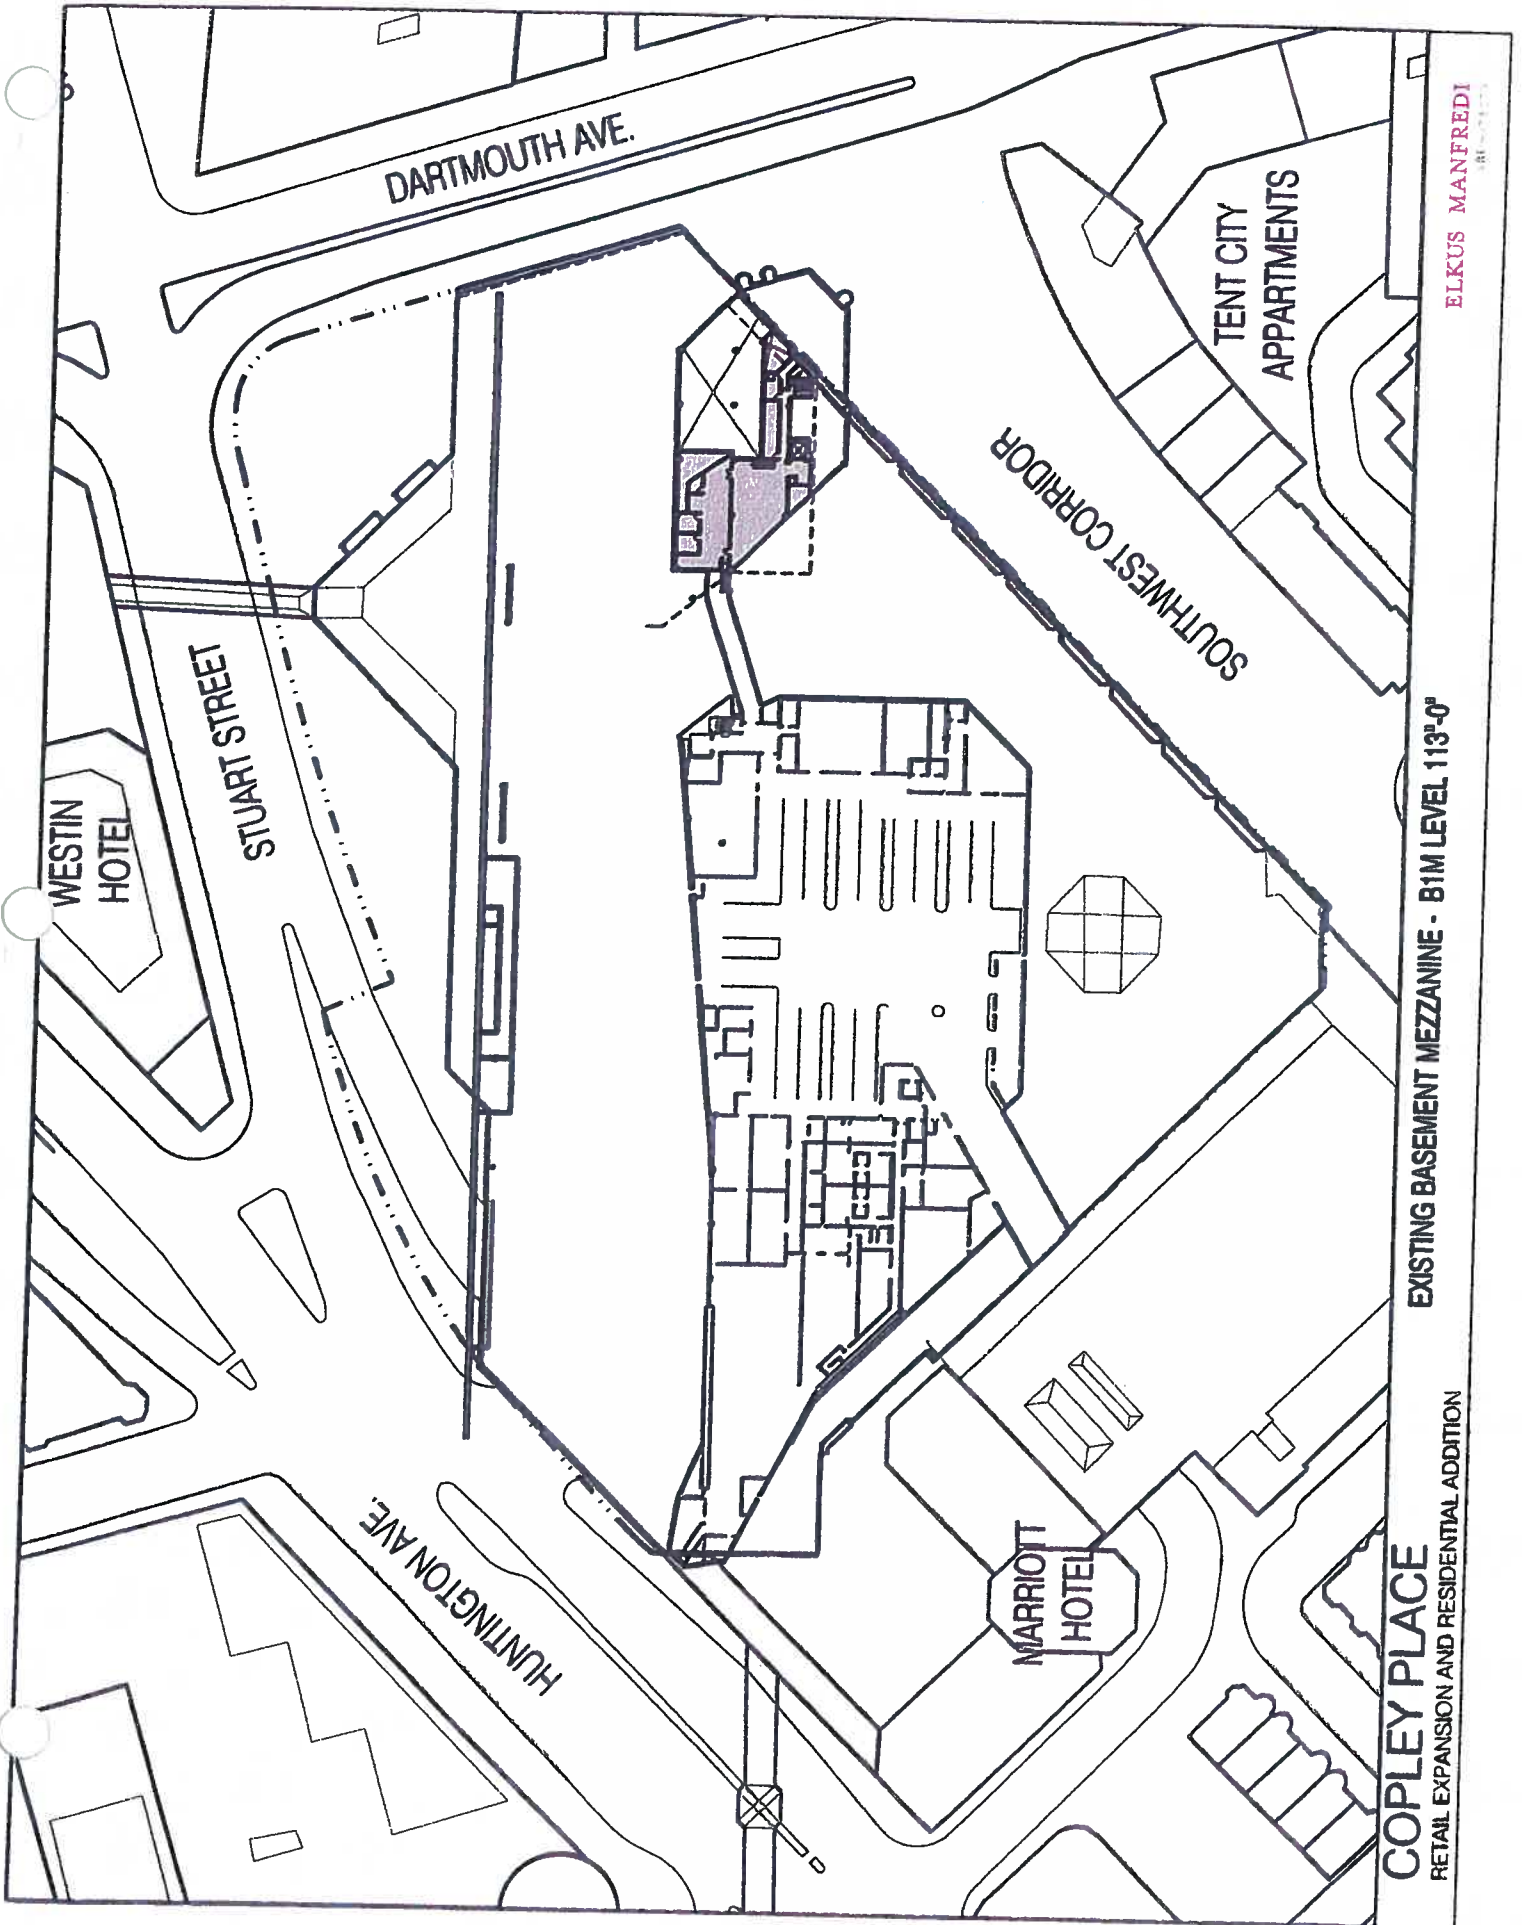 DARTMOUTH AVE.
STUART STREET
WESTIN
HOTEL
TENT CITY
APPARTMENTS
SOUTHWEST CORRIDOR
HUNTINGTON AVE.
MARRIOTT
HOTEL
COPLEY PLACE
RETAIL EXPANSION AND RESIDENTIAL ADDITION
EXISTING BASEMENT MEZZANINE - B1M LEVEL 113"-0"
ELKUS MANFREDI